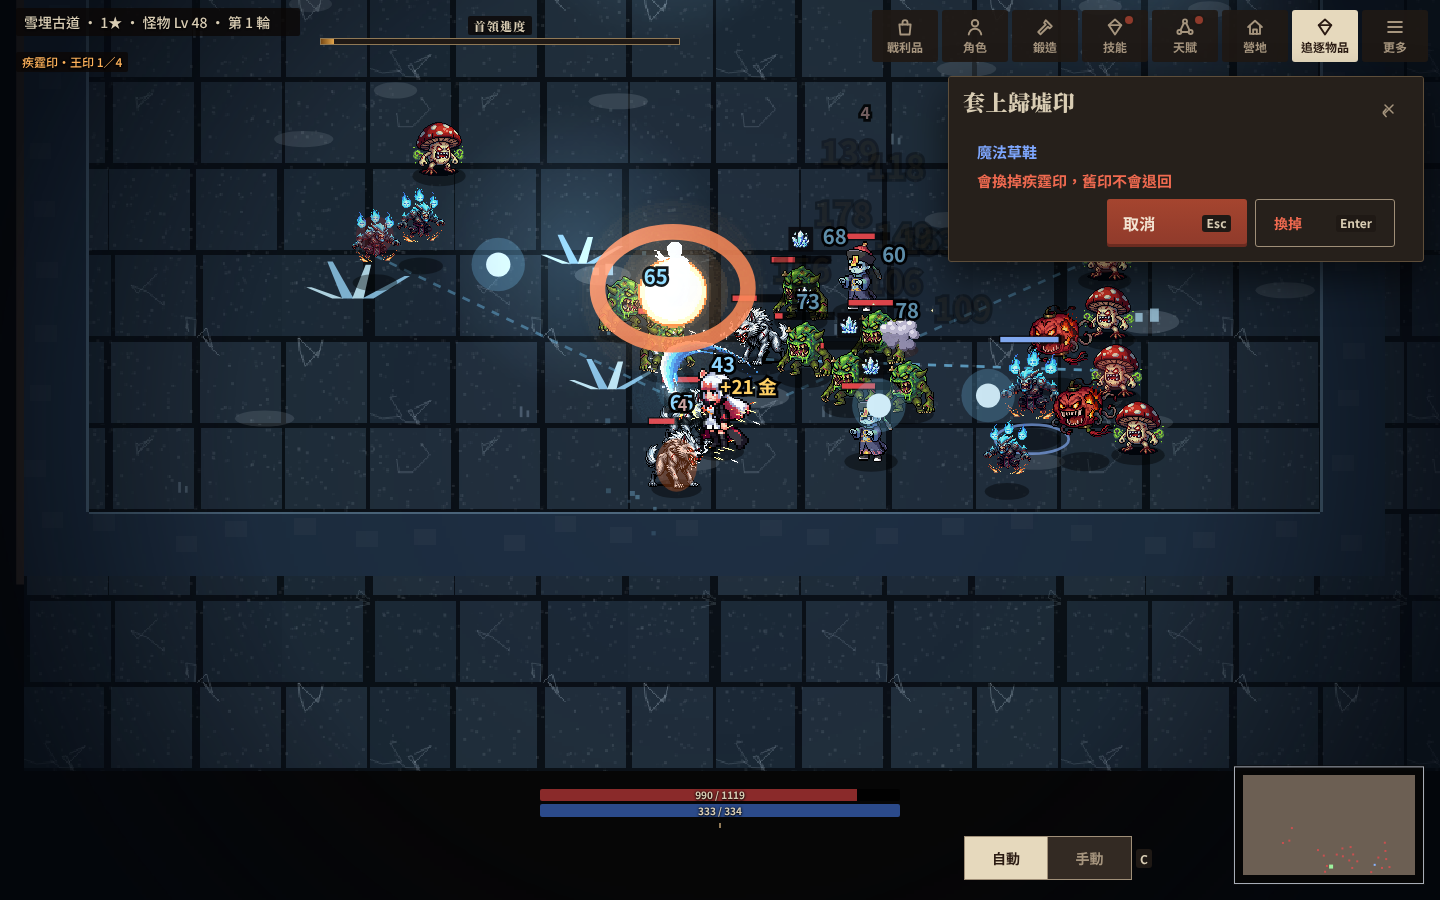 雪埋古道 · 1★ · 怪物 Lv 48 · 第 1 輪
首領進度
疾霆印·王印 1／4
戰利品
角色
鍛造
技能
天賦
營地
追逐物品
更多
套上歸墟印
魔法草鞋
會換掉疾霆印，舊印不會退回
取消 Esc
換掉 Enter
4
139
118
178
68
60
65
73
78
109
43
+21 金
990 / 1119
333 / 334
自動
手動
C